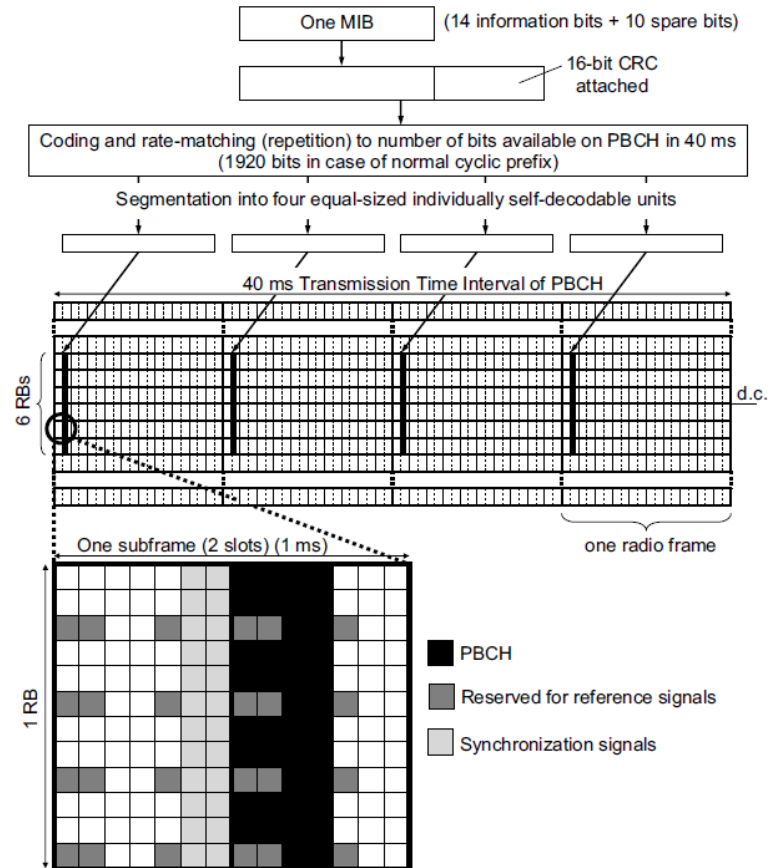 One MIB
(14 information bits + 10 spare bits)
16-bit CRC
attached
Coding and rate-matching (repetition) to number of bits available on PBCH in 40 ms
(1920 bits in case of normal cyclic prefix)
Segmentation into four equal-sized individually self-decodable units
40 ms Transmission Time Interval of PBCH
6 RBs
d.c.
one radio frame
One subframe (2 slots) (1 ms)
1 RB
PBCH
Reserved for reference signals
Synchronization signals